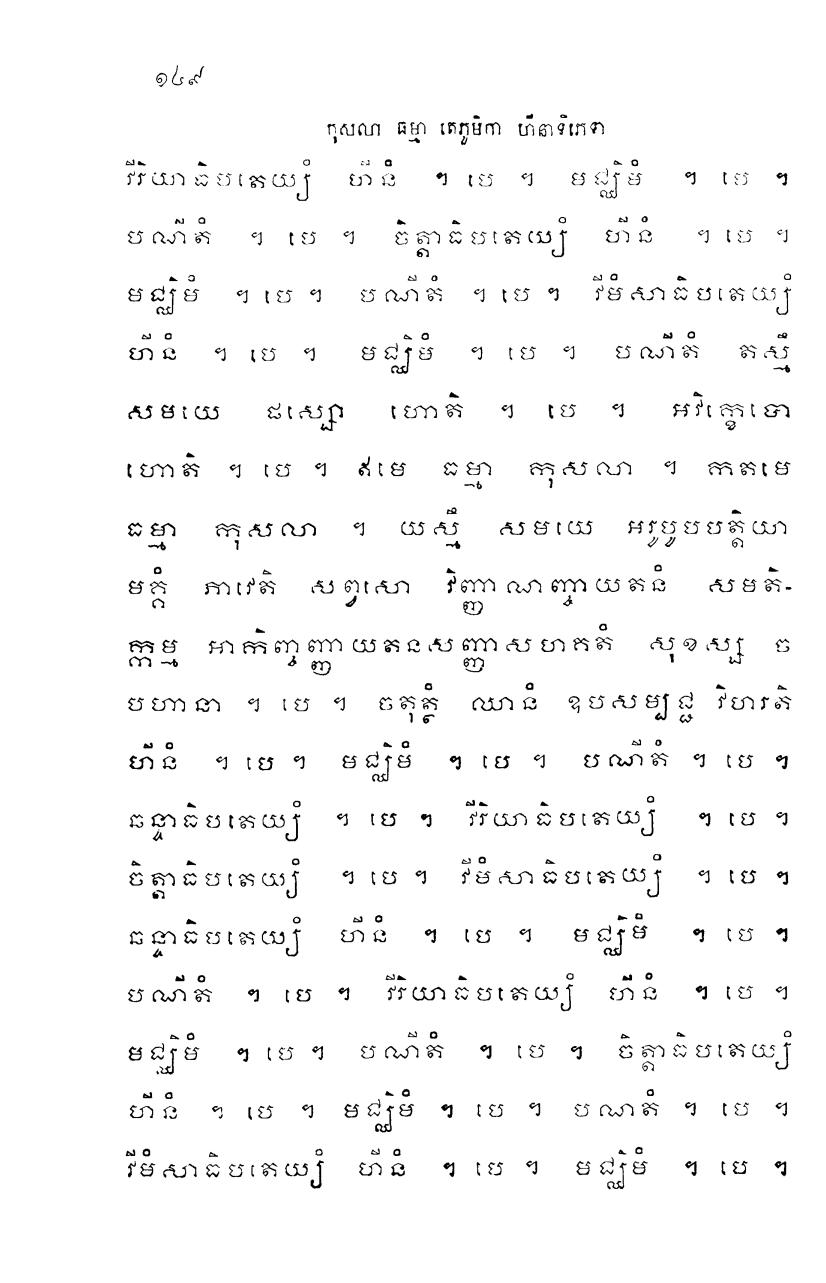 ១៤៩
កុសលា ធម្មា តេភូមិកា ហីនាទិភេទា
វីរិយាធិបតេយ្យំ ហីនំ ។ បេ ។ មជ្ឈិមំ ។ បេ ។
បណីតំ ។ បេ ។ ចិត្តាធិបតេយ្យំ ហីនំ ។ បេ ។
មជ្ឈិមំ ។ បេ ។ បណីតំ ។ បេ ។ វីមំសាធិបតេយ្យំ
ហីនំ ។ បេ ។ មជ្ឈិមំ ។ បេ ។ បណីតំ តស្មឹ
សមយេ ផស្សោ ហោតិ ។ បេ ។ អវិក្ខេបោ
ហោតិ ។ បេ ។ ឥមេ ធម្មា កុសលា ។ កតមេ
ធម្មា កុសលា ។ យស្មឹ សមយេ អរូបូបបត្តិយា
មគ្គំ ភាវេតិ សព្វសោ វិញ្ញាណញ្ចាយតនំ សមតិ-
ក្កម្ម អាកិញ្ចញ្ញាយតនសញ្ញាសហគតំ សុខស្ស ច
បហានា ។ បេ ។ ចតុត្ថំ ឈានំ ឧបសម្បជ្ជ វិហរតិ
ហីនំ ។ បេ ។ មជ្ឈិមំ ។ បេ ។ បណីតំ ។ បេ ។
ឆន្ទាធិបតេយ្យំ ។ បេ ។ វីរិយាធិបតេយ្យំ ។ បេ ។
ចិត្តាធិបតេយ្យំ ។ បេ ។ វីមំសាធិបតេយ្យំ ។ បេ ។
ឆន្ទាធិបតេយ្យំ ហីនំ ។ បេ ។ មជ្ឈិមំ ។ បេ ។
បណីតំ ។ បេ ។ វីរិយាធិបតេយ្យំ ហីនំ ។ បេ ។
មជ្ឈិមំ ។ បេ ។ បណីតំ ។ បេ ។ ចិត្តាធិបតេយ្យំ
ហីនំ ។ បេ ។ មជ្ឈិមំ ។ បេ ។ បណីតំ ។ បេ ។
វីមំសាធិបតេយ្យំ ហីនំ ។ បេ ។ មជ្ឈិមំ ។ បេ ។